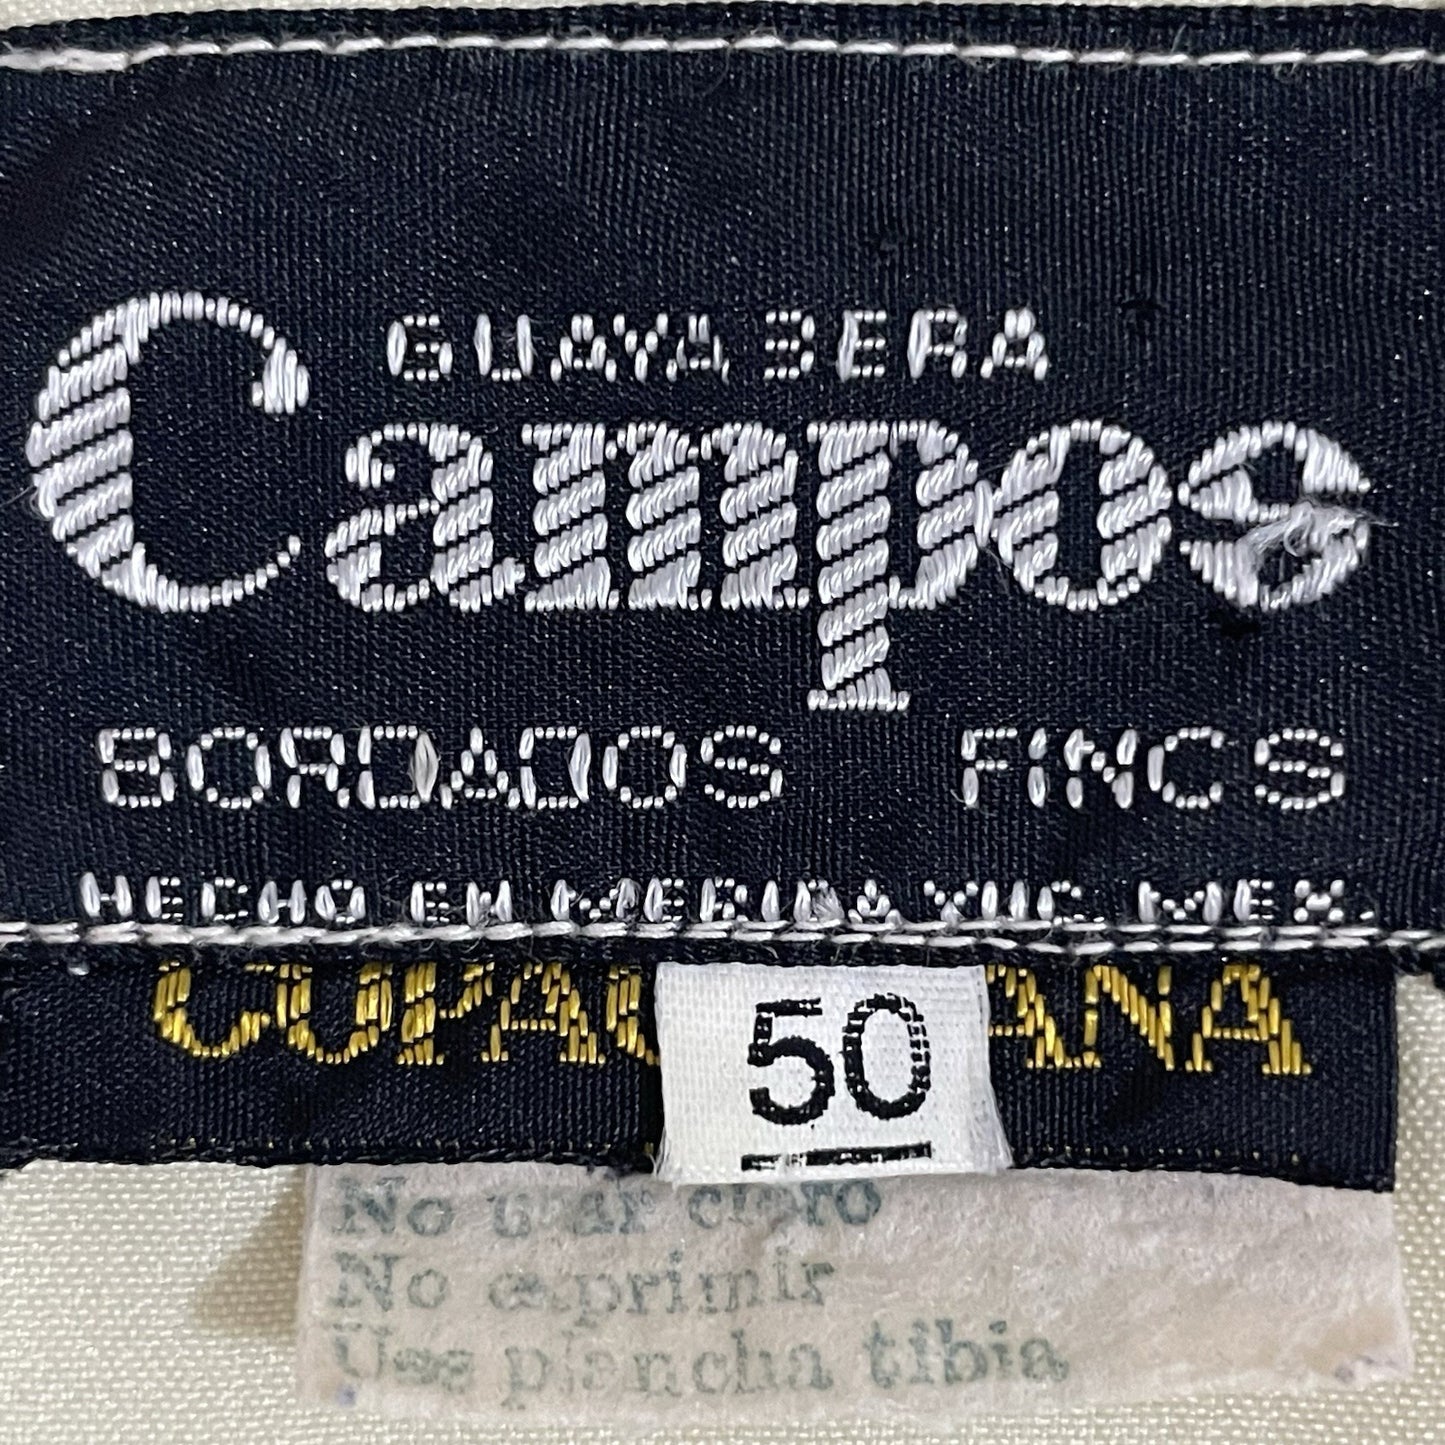 GUAYABERA
Campos
BORDADOS FINOS
HECHO EN MERIDA YUC. MEX.
50
No usar cloro
No exprimir
Use plancha tibia